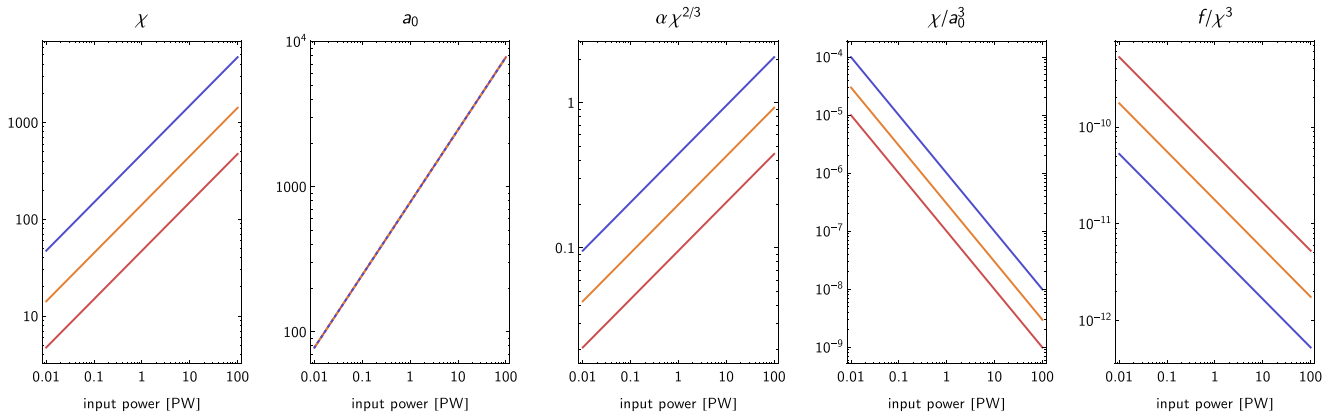 χ
a₀
αχ^{2/3}
χ/a₀³
f/χ³
1000
100
10
0.01 0.1 1 10 100
input power [PW]
10⁴
1000
100
0.01 0.1 1 10 100
input power [PW]
1
0.1
0.01 0.1 1 10 100
input power [PW]
10⁻⁴
10⁻⁵
10⁻⁶
10⁻⁷
10⁻⁸
10⁻⁹
0.01 0.1 1 10 100
input power [PW]
10⁻¹⁰
10⁻¹¹
10⁻¹²
0.01 0.1 1 10 100
input power [PW]